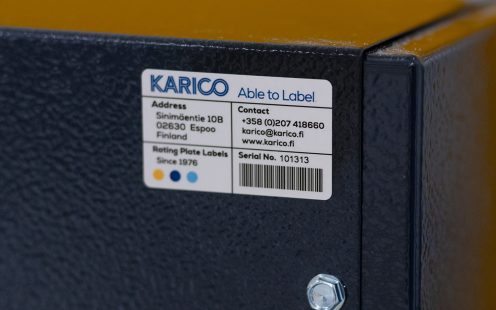 KARICO Able to Label
Address
Sinimäentie 10B
02630 Espoo
Finland
Contact
+358 (0)207 418660
karico@karico.fi
www.karico.fi
Rating Plate Labels
Since 1976
Serial No. 101313